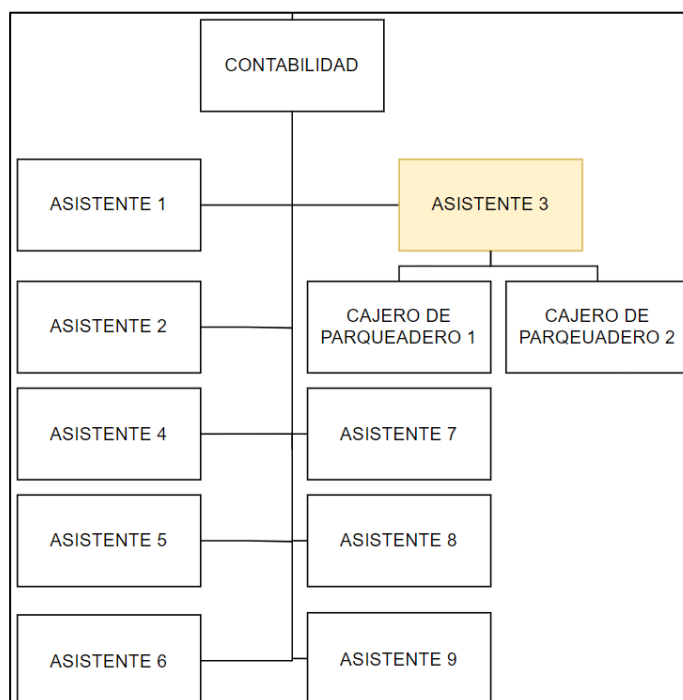 CONTABILIDAD
ASISTENTE 1
ASISTENTE 3
ASISTENTE 2
CAJERO DE
PARQUEADERO 1
CAJERO DE
PARQEUADERO 2
ASISTENTE 4
ASISTENTE 7
ASISTENTE 5
ASISTENTE 8
ASISTENTE 6
ASISTENTE 9